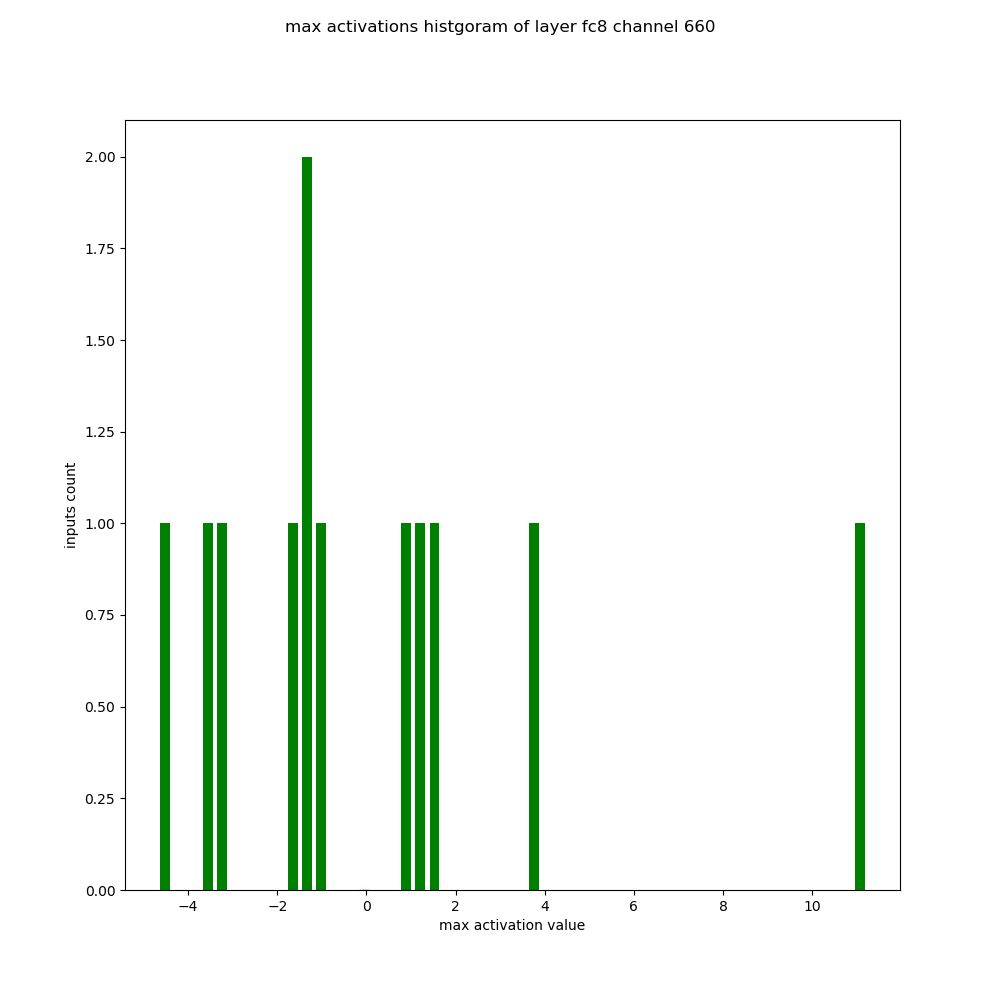 max activations histgoram of layer fc8 channel 660
2.00
1.75
1.50
1.25
1.00
0.75
0.50
0.25
0.00
inputs count
−4 −2 0 2 4 6 8 10
max activation value